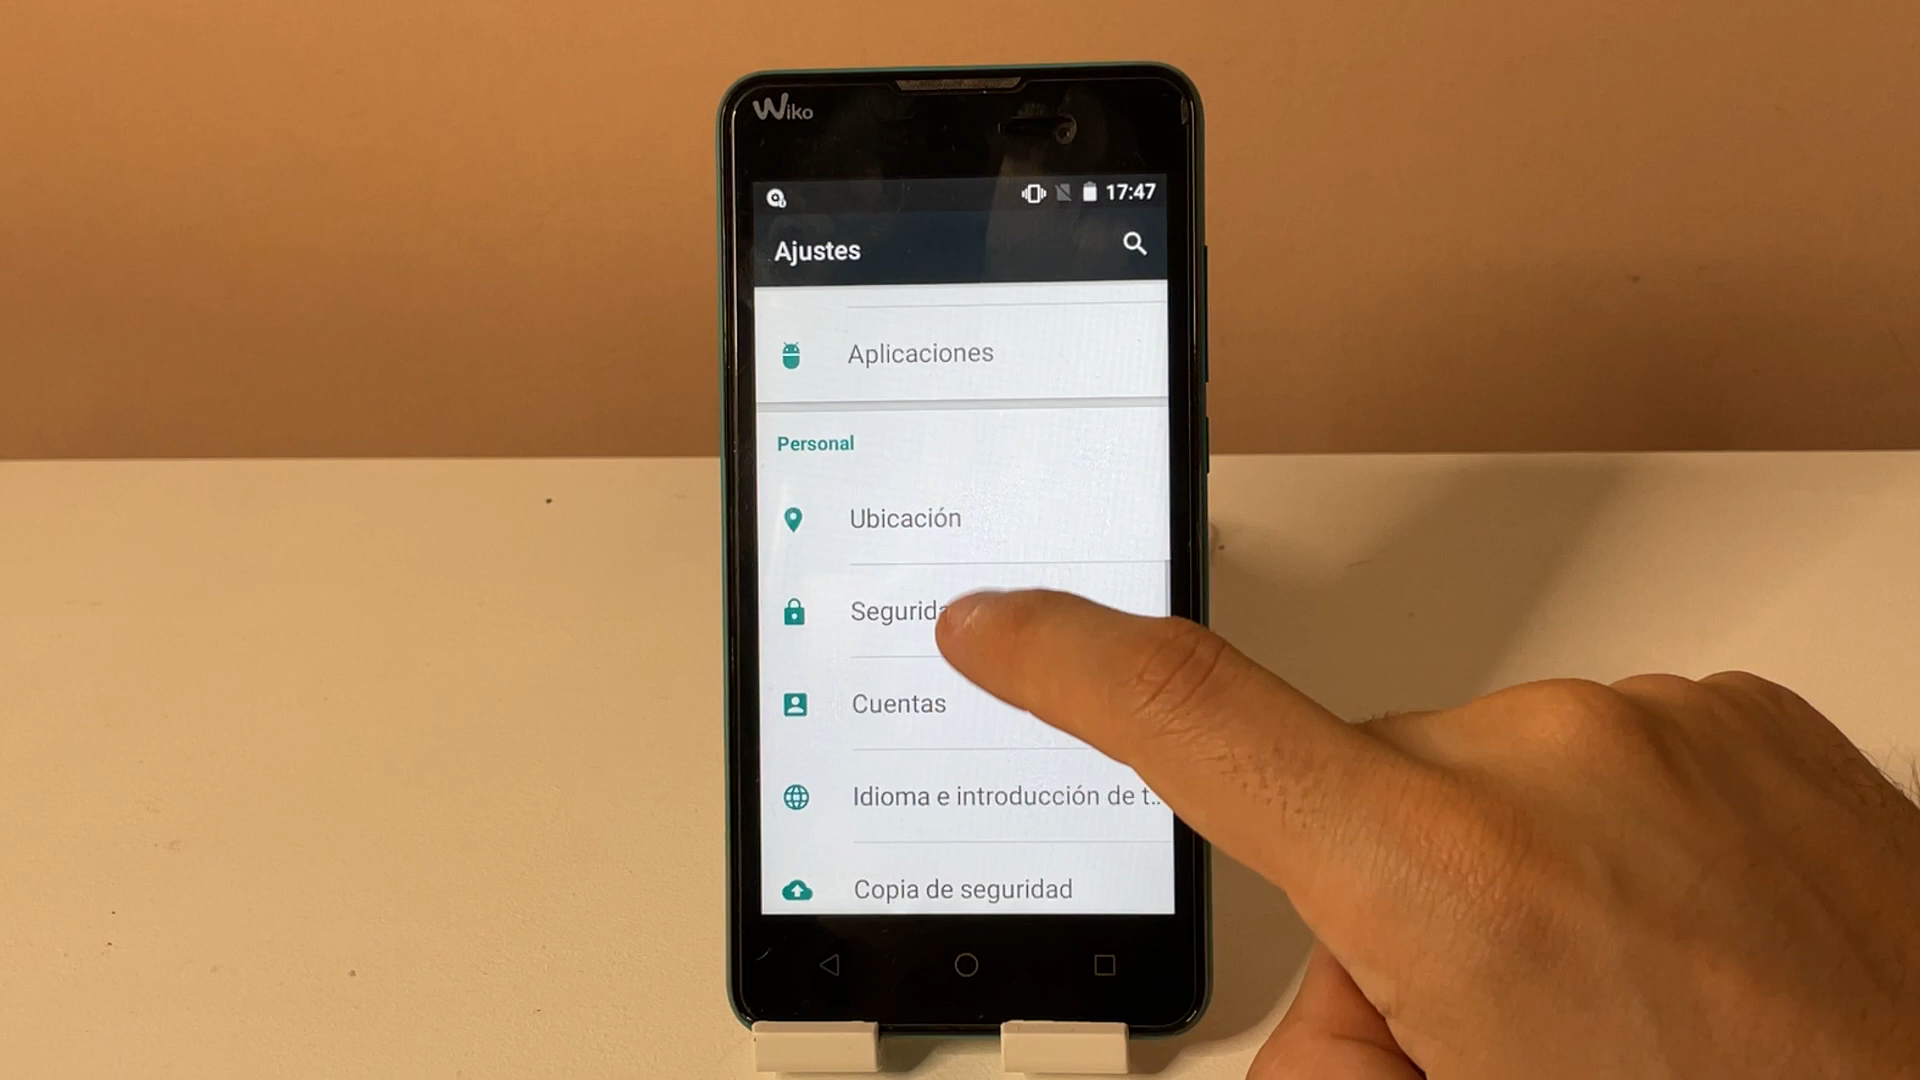 Wiko
17:47
Ajustes
Aplicaciones
Personal
Ubicación
Segurida
Cuentas
Idioma e introducción de t..
Copia de seguridad